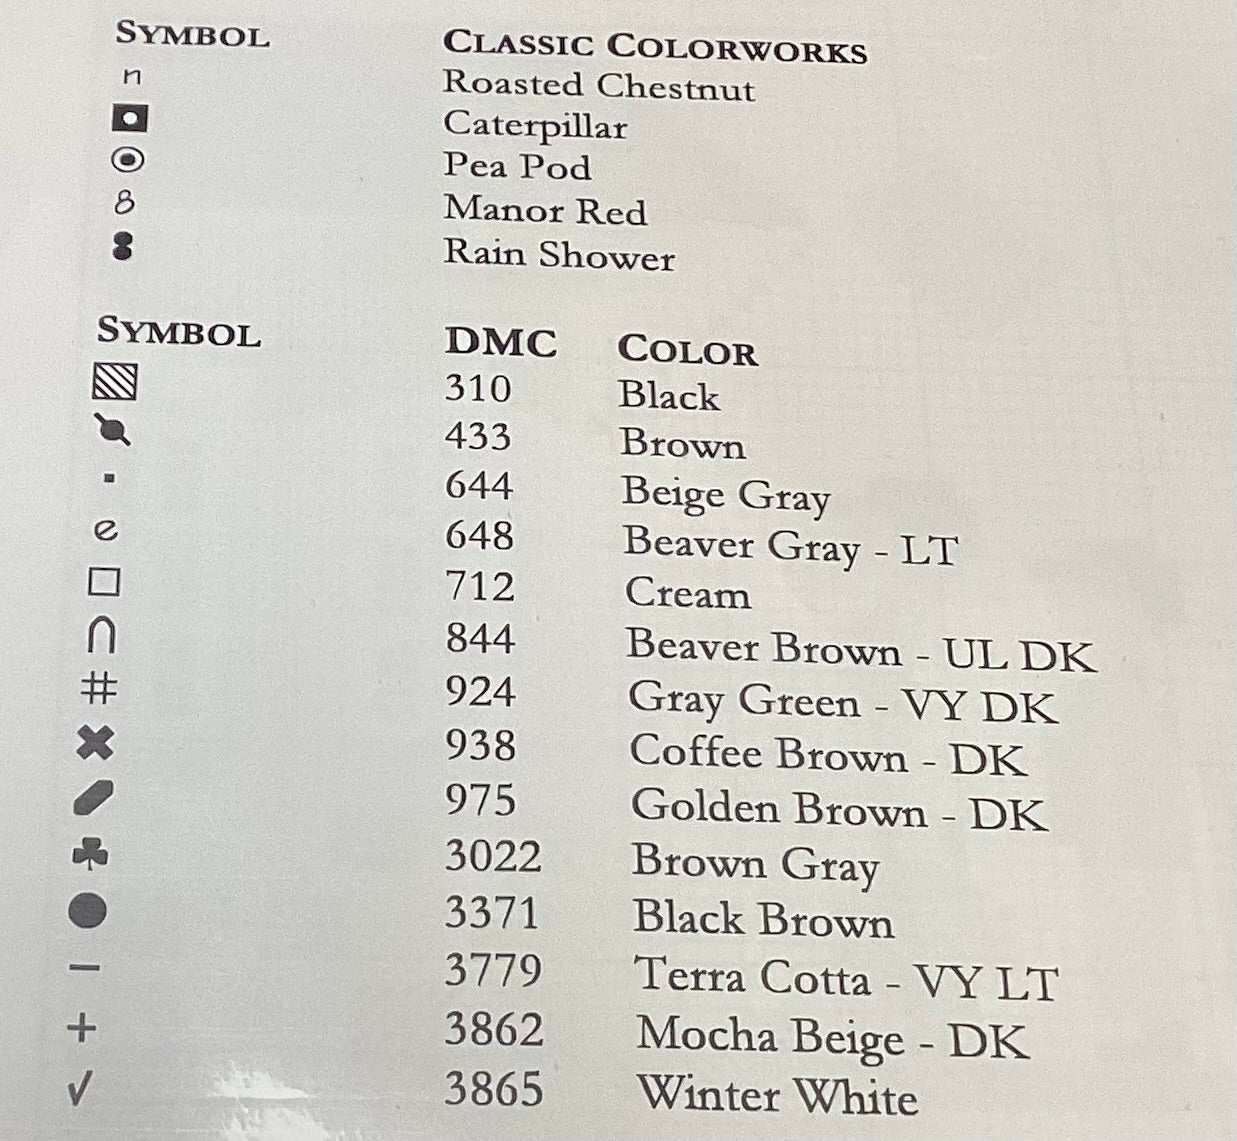 SYMBOL CLASSIC COLORWORKS
n Roasted Chestnut
Caterpillar
Pea Pod
8 Manor Red
Rain Shower
SYMBOL DMC COLOR
310 Black
433 Brown
644 Beige Gray
e 648 Beaver Gray - LT
712 Cream
∩ 844 Beaver Brown - UL DK
# 924 Gray Green - VY DK
✖ 938 Coffee Brown - DK
975 Golden Brown - DK
♣ 3022 Brown Gray
● 3371 Black Brown
− 3779 Terra Cotta - VY LT
+ 3862 Mocha Beige - DK
√ 3865 Winter White